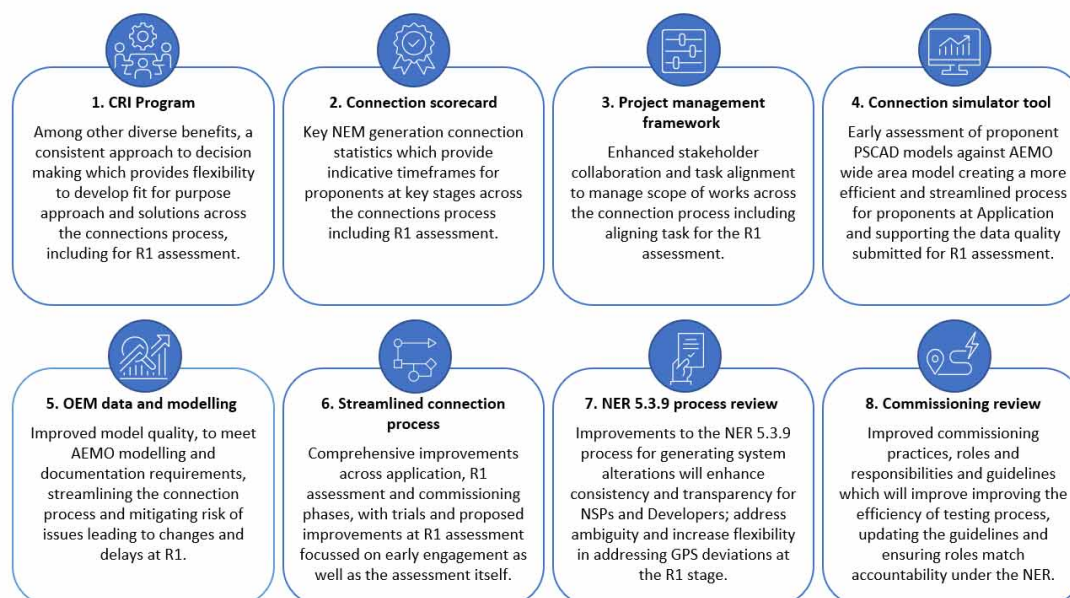 1. CRI Program
Among other diverse benefits, a
consistent approach to decision
making which provides flexibility
to develop fit for purpose
approach and solutions across
the connections process,
including for R1 assessment.
2. Connection scorecard
Key NEM generation connection
statistics which provide
indicative timeframes for
proponents at key stages across
the connections process
including R1 assessment.
3. Project management
framework
Enhanced stakeholder
collaboration and task alignment
to manage scope of works across
the connection process including
aligning task for the R1
assessment.
4. Connection simulator tool
Early assessment of proponent
PSCAD models against AEMO
wide area model creating a more
efficient and streamlined process
for proponents at Application
and supporting the data quality
submitted for R1 assessment.
5. OEM data and modelling
Improved model quality, to meet
AEMO modelling and
documentation requirements,
streamlining the connection
process and mitigating risk of
issues leading to changes and
delays at R1.
6. Streamlined connection
process
Comprehensive improvements
across application, R1
assessment and commissioning
phases, with trials and proposed
improvements at R1 assessment
focussed on early engagement as
well as the assessment itself.
7. NER 5.3.9 process review
Improvements to the NER 5.3.9
process for generating system
alterations will enhance
consistency and transparency for
NSPs and Developers; address
ambiguity and increase flexibility
in addressing GPS deviations at
the R1 stage.
8. Commissioning review
Improved commissioning
practices, roles and
responsibilities and guidelines
which will improve improving the
efficiency of testing process,
updating the guidelines and
ensuring roles match
accountability under the NER.